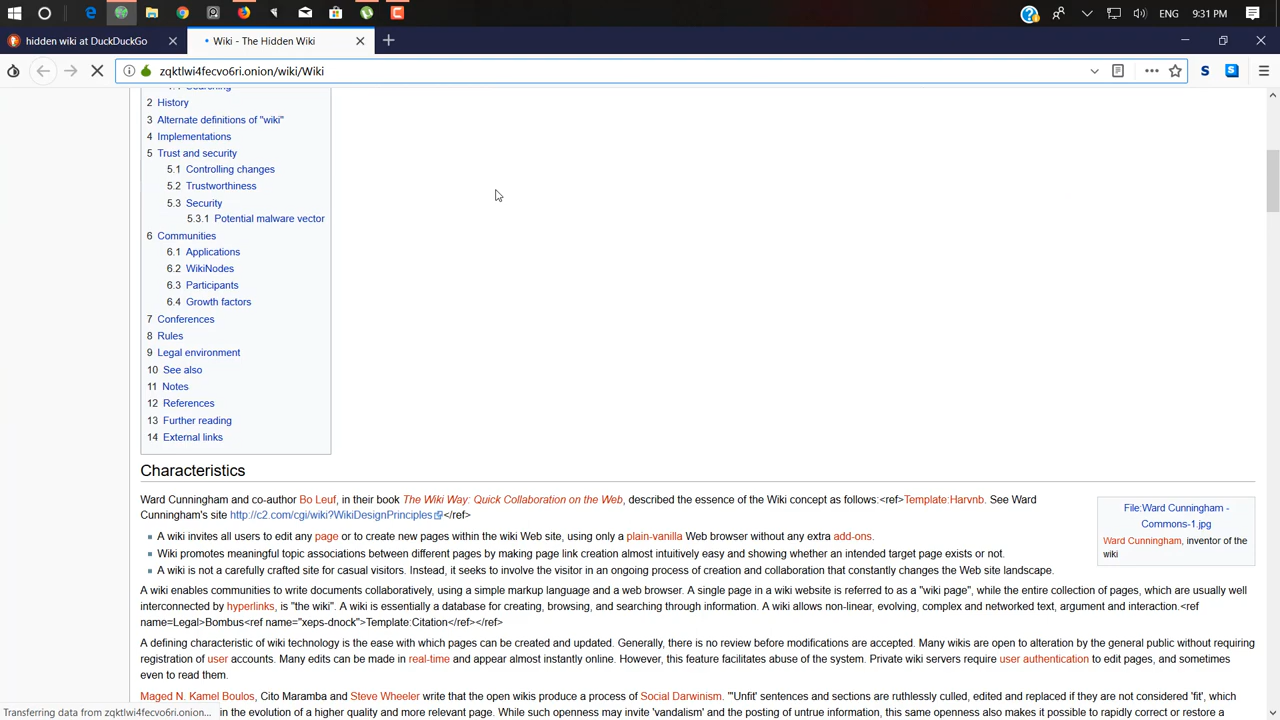 ENG 9:31 PM
hidden wiki at DuckDuckGo
Wiki - The Hidden Wiki
zqktlwi4fecvo6ri.onion/wiki/Wiki
2 History
3 Alternate definitions of "wiki"
4 Implementations
5 Trust and security
5.1 Controlling changes
5.2 Trustworthiness
5.3 Security
5.3.1 Potential malware vector
6 Communities
6.1 Applications
6.2 WikiNodes
6.3 Participants
6.4 Growth factors
7 Conferences
8 Rules
9 Legal environment
10 See also
11 Notes
12 References
13 Further reading
14 External links
Characteristics
Ward Cunningham and co-author Bo Leuf, in their book The Wiki Way: Quick Collaboration on the Web, described the essence of the Wiki concept as follows:<ref>Template:Harvnb. See Ward
Cunningham's site http://c2.com/cgi/wiki?WikiDesignPrinciples</ref>
File:Ward Cunningham -
Commons-1.jpg
Ward Cunningham, inventor of the
wiki
A wiki invites all users to edit any page or to create new pages within the wiki Web site, using only a plain-vanilla Web browser without any extra add-ons.
Wiki promotes meaningful topic associations between different pages by making page link creation almost intuitively easy and showing whether an intended target page exists or not.
A wiki is not a carefully crafted site for casual visitors. Instead, it seeks to involve the visitor in an ongoing process of creation and collaboration that constantly changes the Web site landscape.
A wiki enables communities to write documents collaboratively, using a simple markup language and a web browser. A single page in a wiki website is referred to as a "wiki page", while the entire collection of pages, which are usually well
interconnected by hyperlinks, is "the wiki". A wiki is essentially a database for creating, browsing, and searching through information. A wiki allows non-linear, evolving, complex and networked text, argument and interaction.<ref
name=Legal>Bombus<ref name="xeps-dnock">Template:Citation</ref></ref>
A defining characteristic of wiki technology is the ease with which pages can be created and updated. Generally, there is no review before modifications are accepted. Many wikis are open to alteration by the general public without requiring
registration of user accounts. Many edits can be made in real-time and appear almost instantly online. However, this feature facilitates abuse of the system. Private wiki servers require user authentication to edit pages, and sometimes
even to read them.
Maged N. Kamel Boulos, Cito Maramba and Steve Wheeler write that the open wikis produce a process of Social Darwinism. "'Unfit' sentences and sections are ruthlessly culled, edited and replaced if they are not considered 'fit', which
in the evolution of a higher quality and more relevant page. While such openness may invite 'vandalism' and the posting of untrue information, this same openness also makes it possible to rapidly correct or restore a
Transferring data from zqktlwi4fecvo6ri.onion...